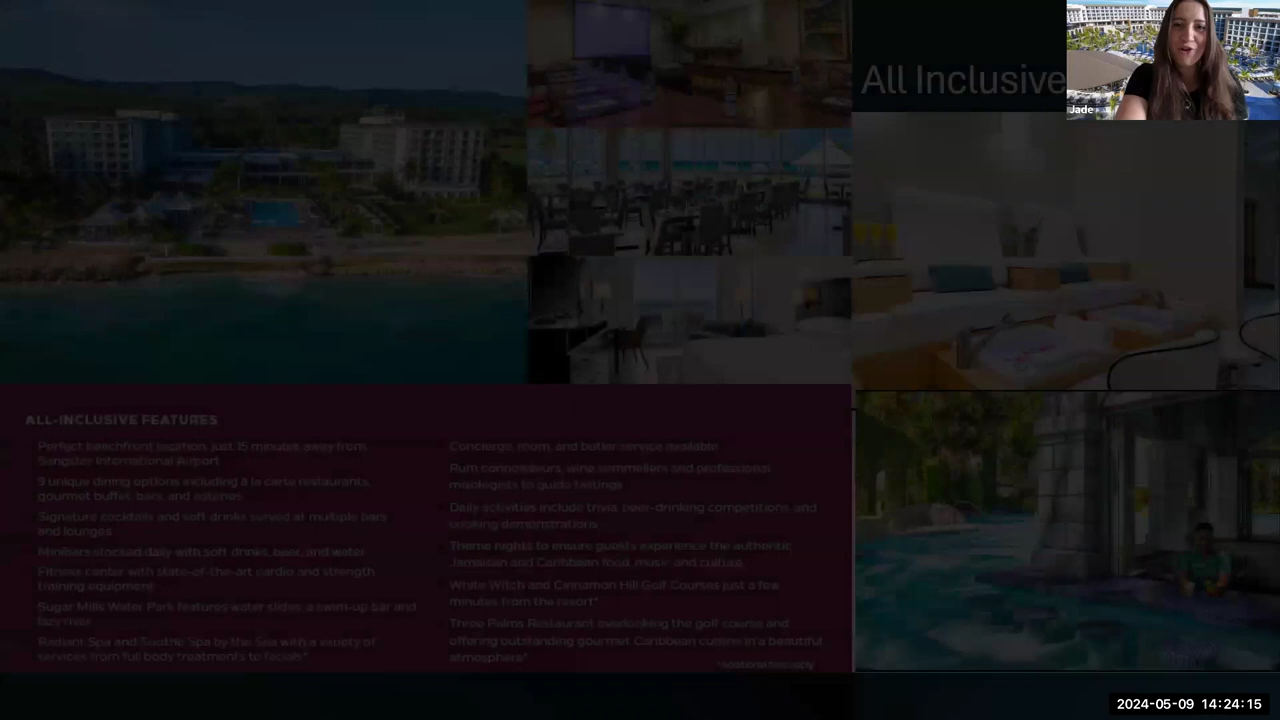 All Inclusive
Jade
ALL-INCLUSIVE FEATURES
Perfect beachfront location, just 15 minutes away from
Sangster International Airport
9 unique dining options including à la carte restaurants,
gourmet buffet, bars, and eateries
Signature cocktails and soft drinks served at multiple bars
and lounges
Minibars stocked daily with soft drinks, beer, and water
Fitness center with state-of-the-art cardio and strength
training equipment
Sugar Mills Water Park features water slides, a swim-up bar and
lazy river
Radiant Spa and Soothe Spa by the Sea with a variety of
services from full body treatments to facials*
Concierge, room, and butler service available
Rum connoisseurs, wine sommeliers and professional
mixologists to guide tastings
Daily activities include trivia, beer-drinking competitions and
cooking demonstrations
Theme nights to ensure guests experience the authentic
Jamaican and Caribbean food, music and culture
White Witch and Cinnamon Hill Golf Courses just a few
minutes from the resort*
Three Palms Restaurant overlooking the golf course and
offering outstanding gourmet Caribbean cuisine in a beautiful
atmosphere*
*Additional fees apply
2024-05-09 14:24:15